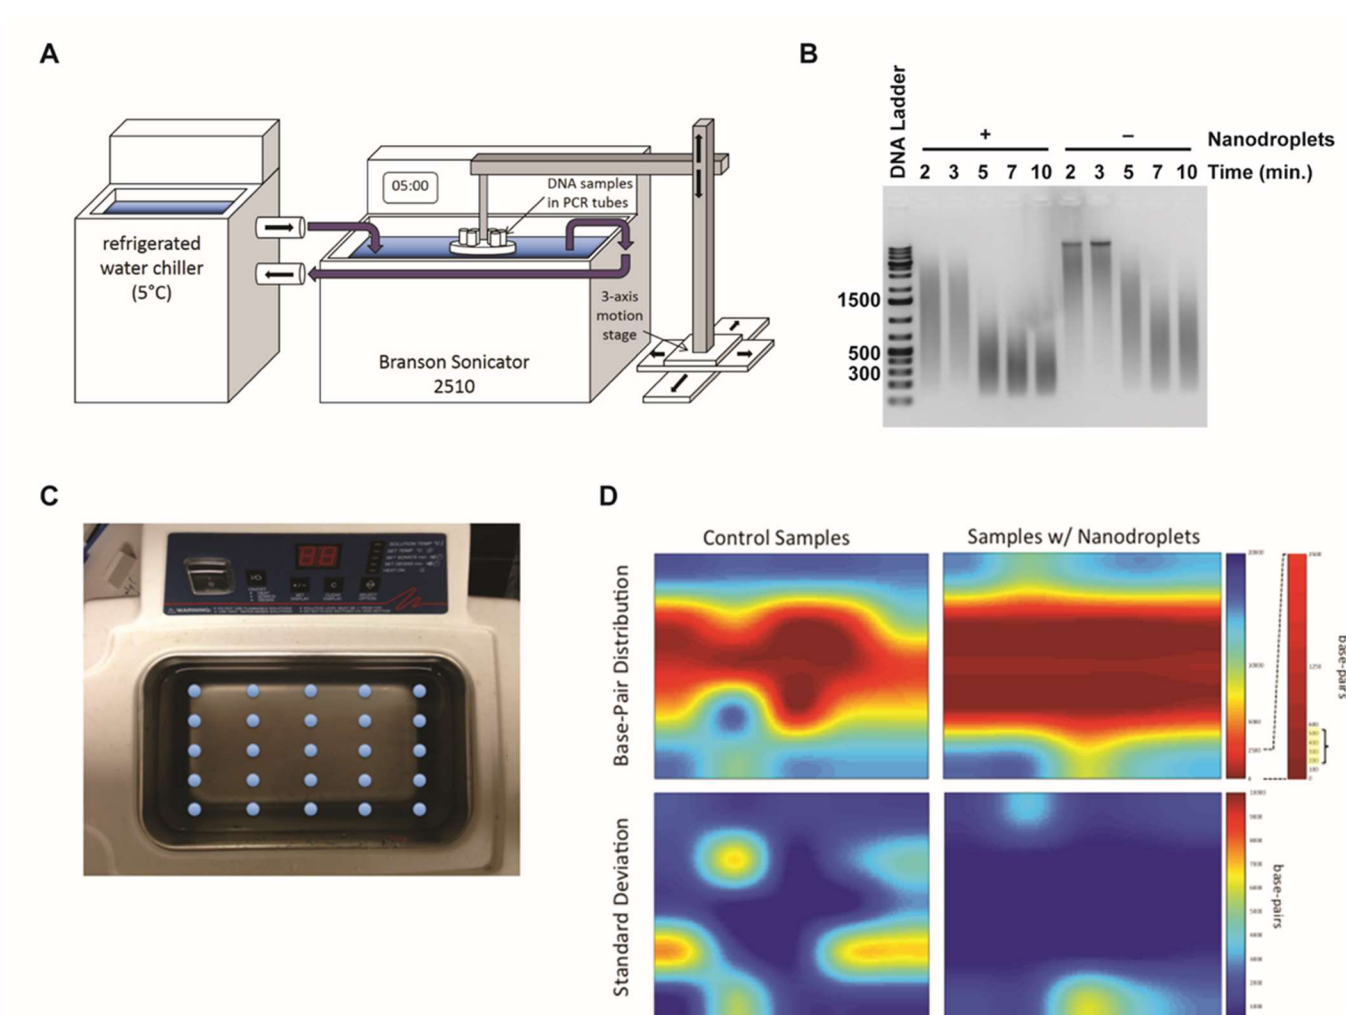 A
refrigerated
water chiller
(5°C)
05:00
DNA samples
in PCR tubes
3-axis
motion
stage
Branson Sonicator
2510
B
DNA Ladder
+
–
Nanodroplets
2 3 5 7 10 2 3 5 7 10 Time (min.)
1500
500
300
C
WARNING:
D
Control Samples
Samples w/ Nanodroplets
Base-Pair Distribution
base-pairs
Standard Deviation
base-pairs